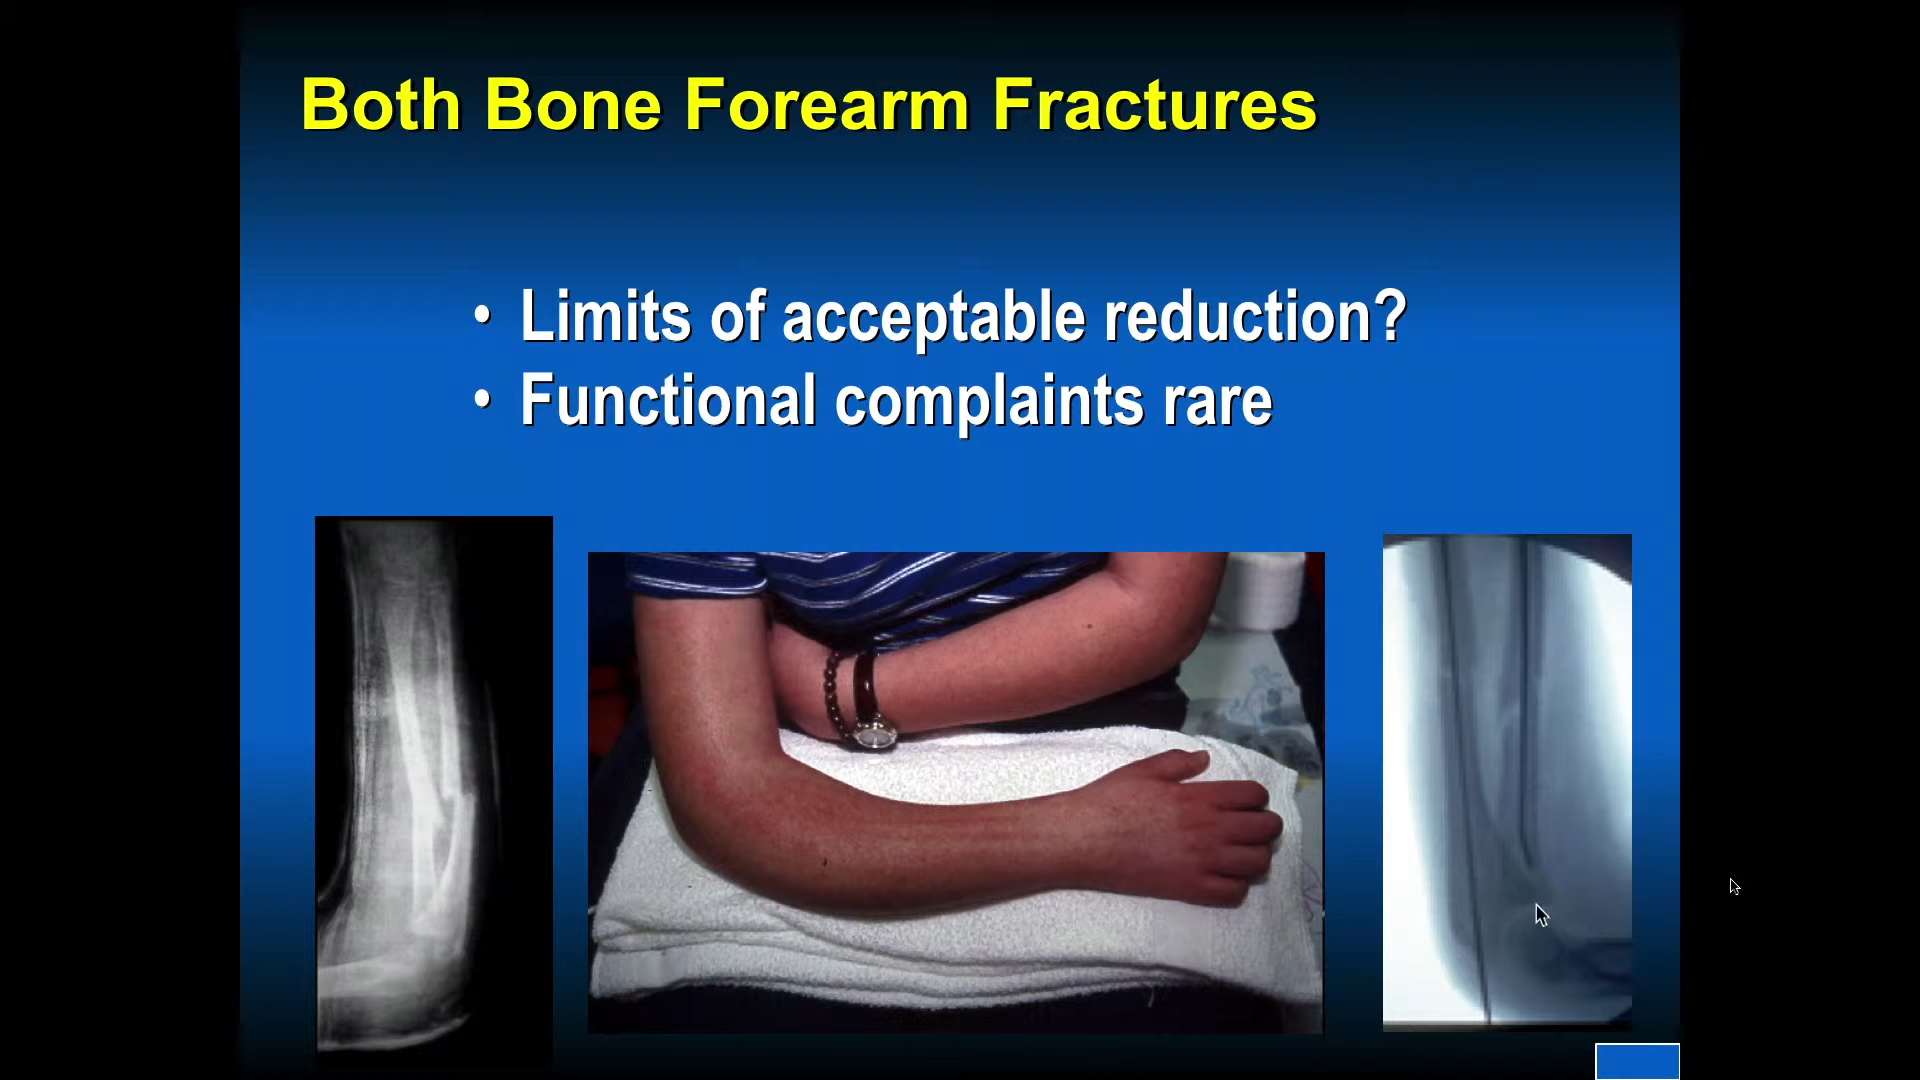 Both Bone Forearm Fractures
• Limits of acceptable reduction?
• Functional complaints rare